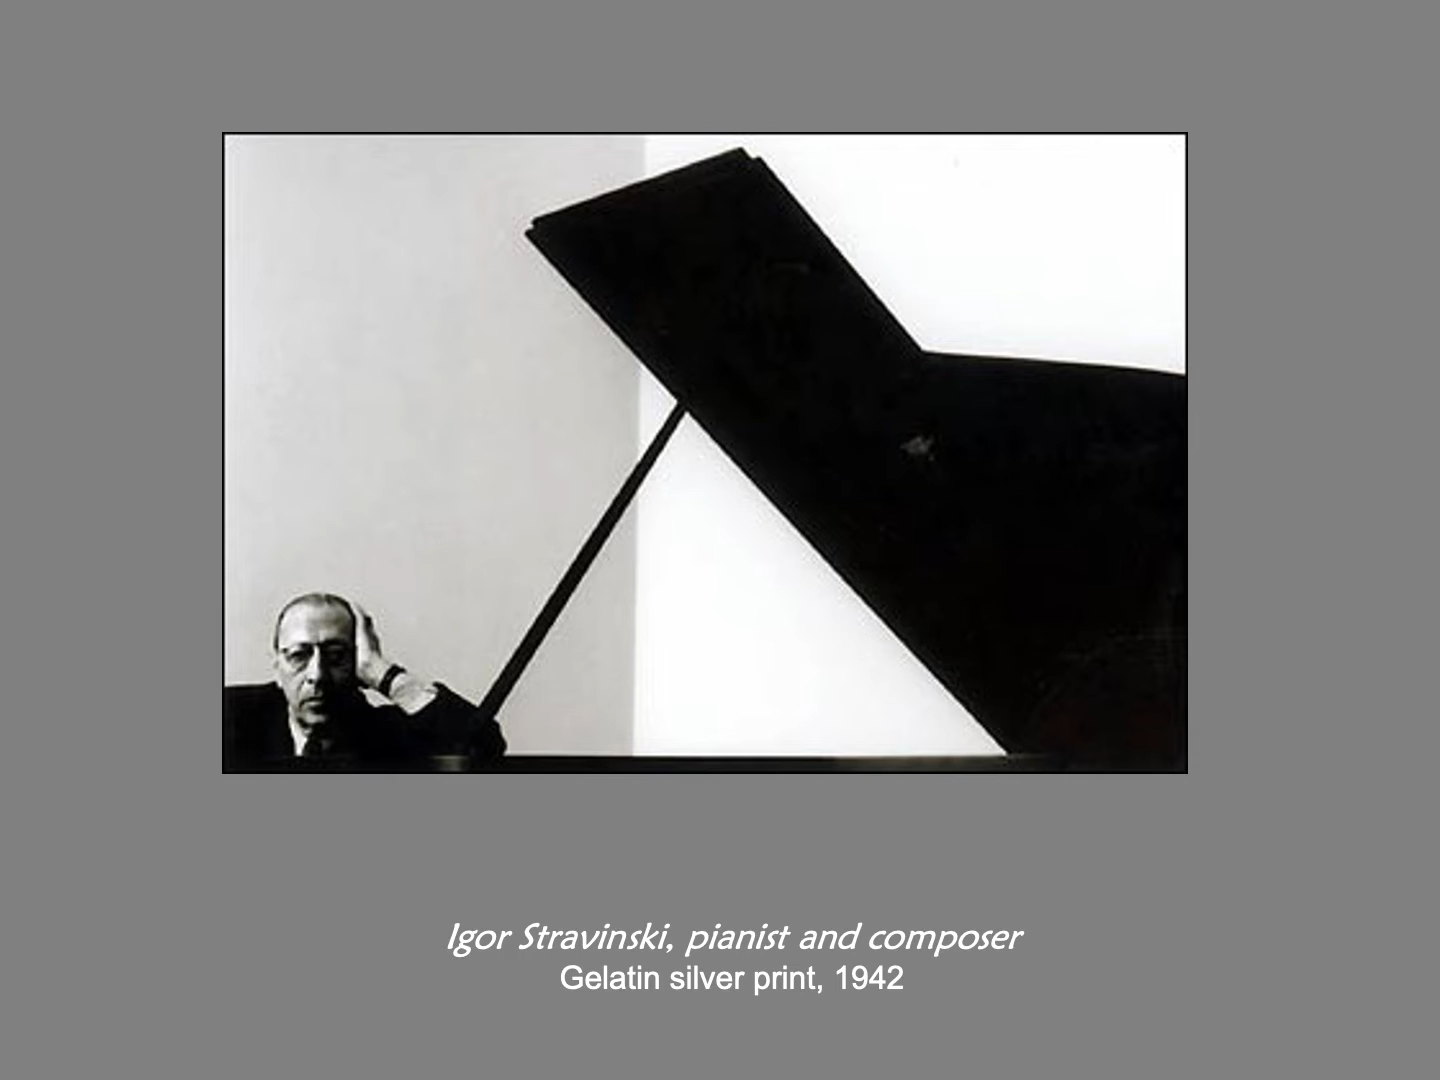 Igor Stravinski, pianist and composer
Gelatin silver print, 1942